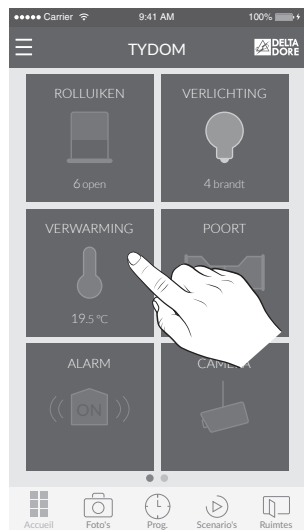 Carrier 9:41 AM 100%
TYDOM DELTA DORE
ROLLUIKEN VERLICHTING
6 open 4 brandt
VERWARMING POORT
19.5 °C
ALARM CAMERA
ON
Accueil Foto's Prog. Scenario's Ruimtes